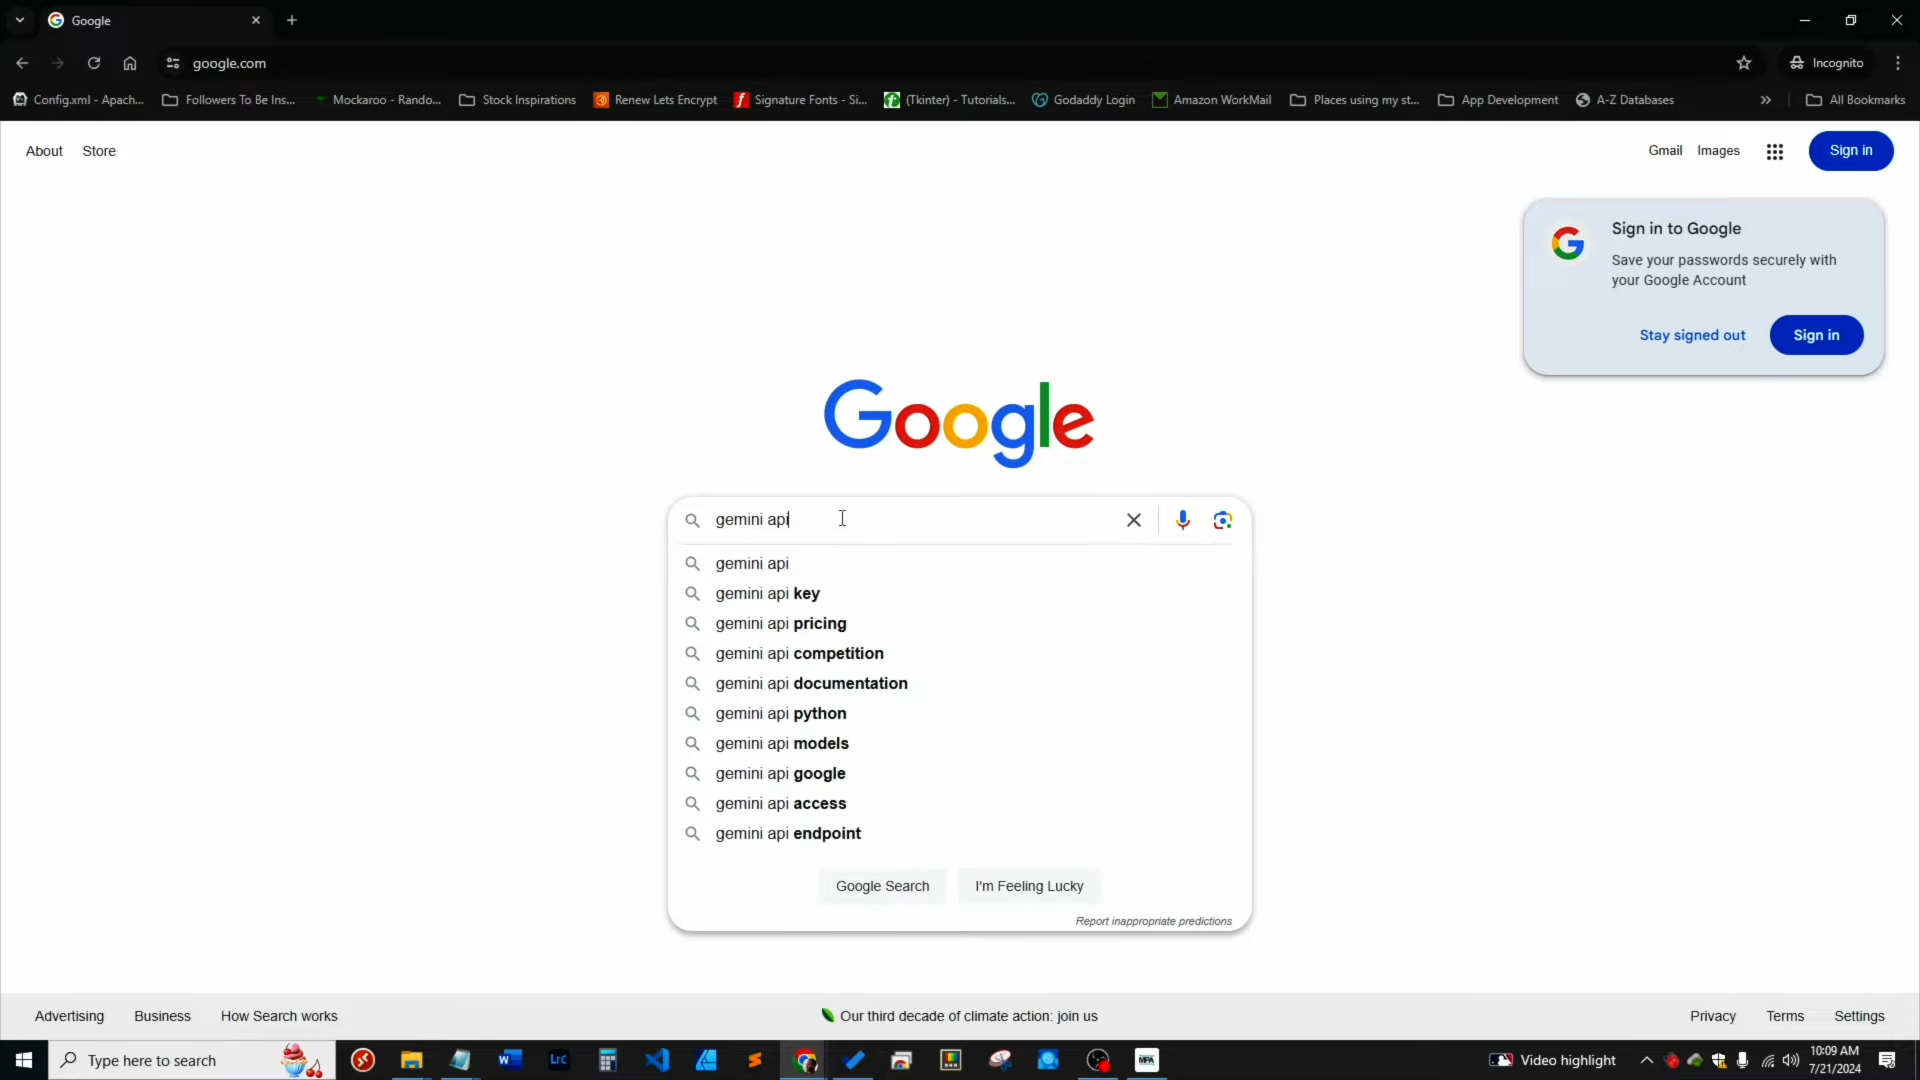 Google
google.com
Incognito
Config.xml - Apach...
Followers To Be Ins...
Mockaroo - Rando...
Stock Inspirations
Renew Lets Encrypt
Signature Fonts - Si...
(Tkinter) - Tutorials...
Godaddy Login
Amazon WorkMail
Places using my st...
App Development
A-Z Databases
All Bookmarks
About
Store
Gmail
Images
Sign in
Sign in to Google
Save your passwords securely with
your Google Account
Stay signed out
Sign in
Google
gemini api
gemini api
gemini api key
gemini api pricing
gemini api competition
gemini api documentation
gemini api python
gemini api models
gemini api google
gemini api access
gemini api endpoint
Google Search
I'm Feeling Lucky
Report inappropriate predictions
Advertising
Business
How Search works
Our third decade of climate action: join us
Privacy
Terms
Settings
Type here to search
Lrc
MPA
Video highlight
10:09 AM
7/21/2024